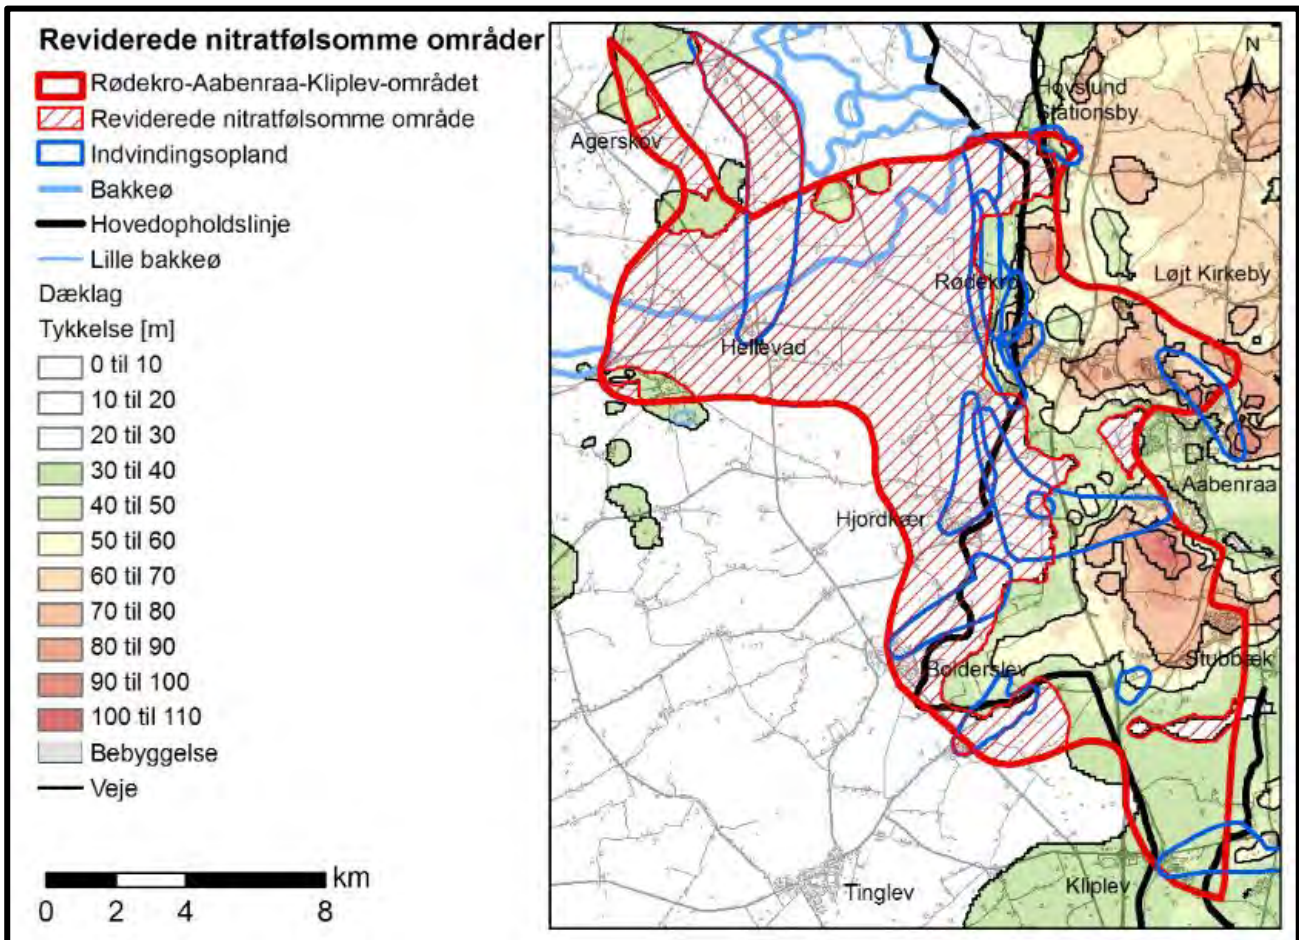 Reviderede nitratfølsomme områder
Rødekro-Aabenraa-Kliplev-området
Reviderede nitratfølsomme område
Indvindingsopland
Bakkeø
Hovedopholdslinje
Lille bakkeø
Dæklag
Tykkelse [m]
0 til 10
10 til 20
20 til 30
30 til 40
40 til 50
50 til 60
60 til 70
70 til 80
80 til 90
90 til 100
100 til 110
Bebyggelse
Veje
km
0 2 4 8
N
Hovslund
Stationsby
Agerskov
Løjt Kirkeby
Rødekro
Hellevad
Aabenraa
Hjordkær
Bolderslev
Stubbæk
Kliplev
Tinglev